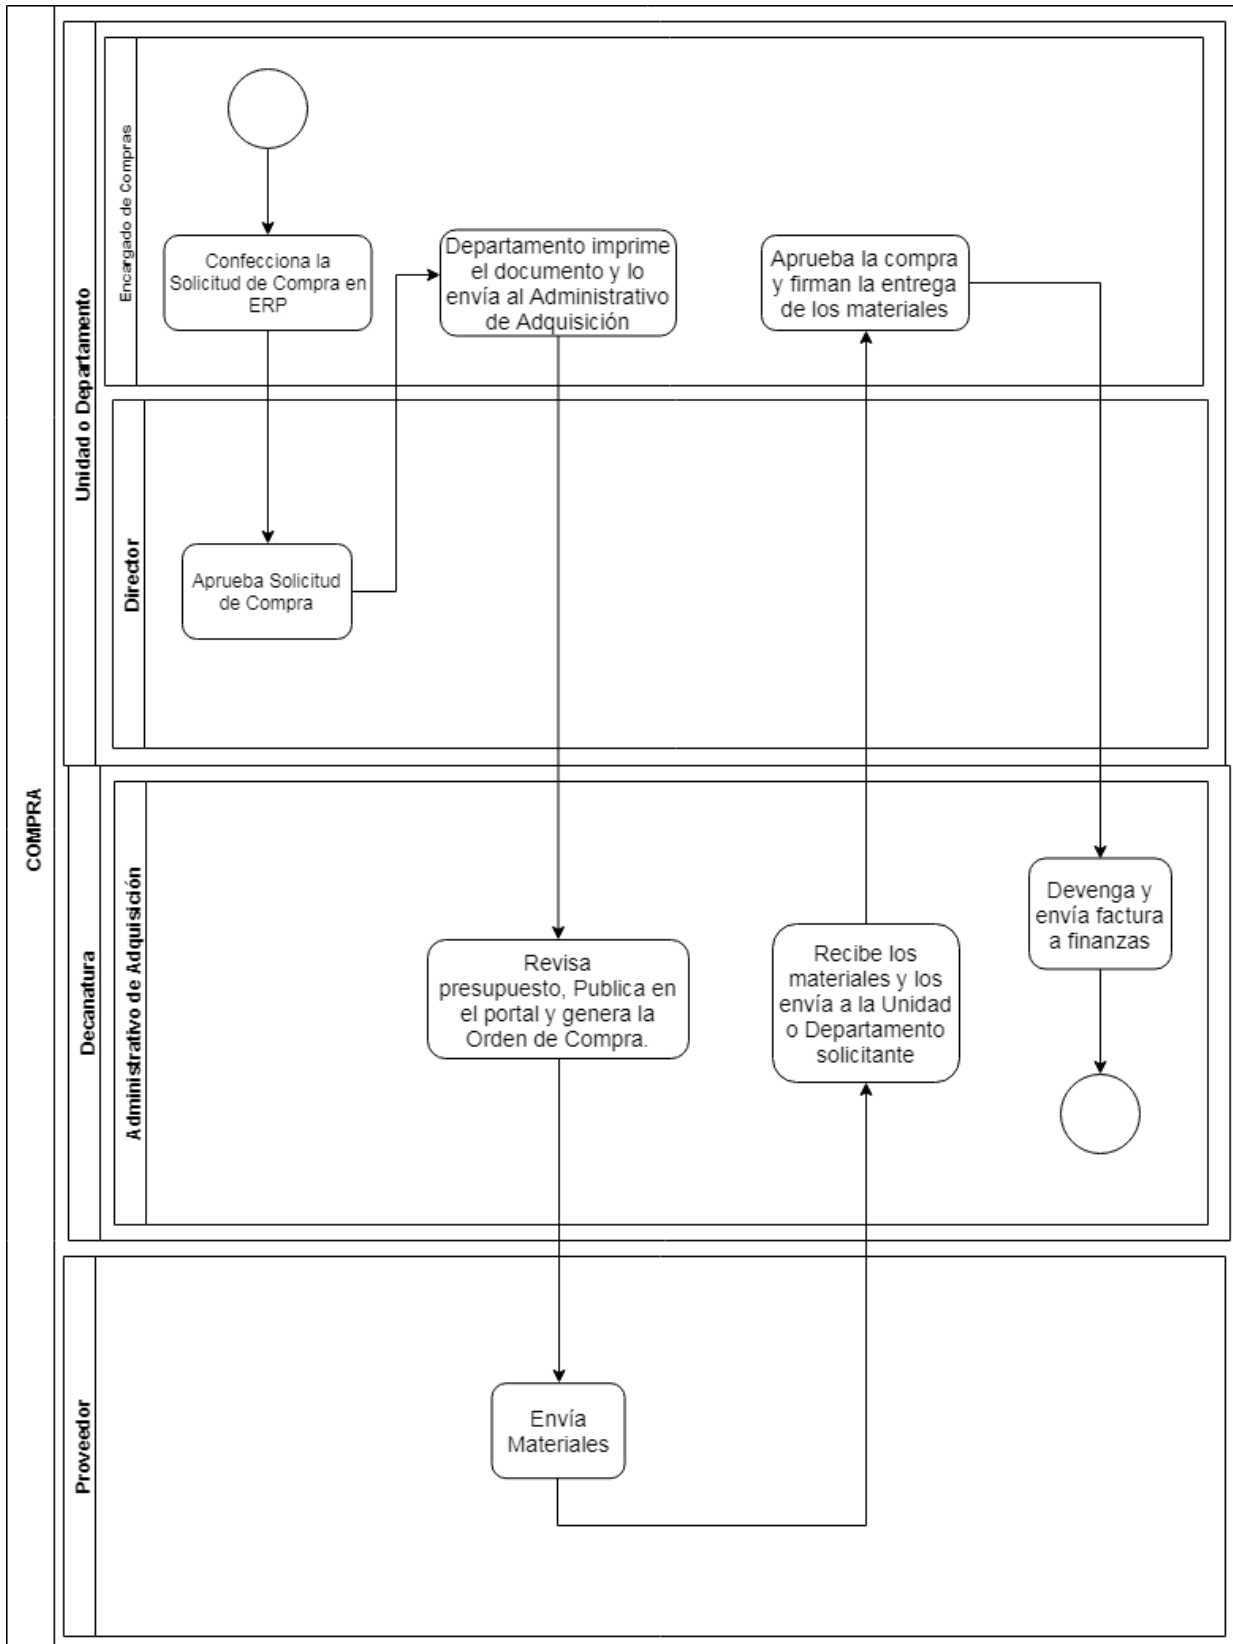 COMPRA
Unidad o Departamento
Encargado de Compras
Confecciona la
Solicitud de Compra en
ERP
Departamento imprime
el documento y lo
envía al Administrativo
de Adquisición
Aprueba la compra
y firman la entrega
de los materiales
Director
Aprueba Solicitud
de Compra
Decanatura
Administrativo de Adquisición
Revisa
presupuesto, Publica en
el portal y genera la
Orden de Compra.
Recibe los
materiales y los
envía a la Unidad
o Departamento
solicitante
Devenga y
envía factura
a finanzas
Proveedor
Envía
Materiales